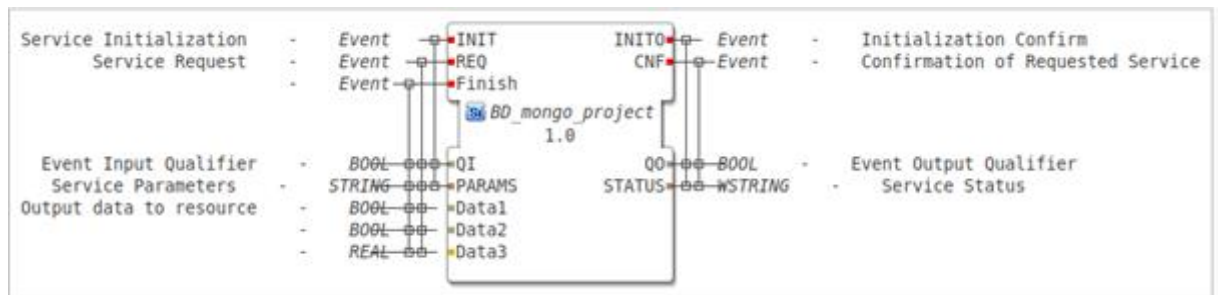 Service Initialization - Event INIT INITO Event - Initialization Confirm
Service Request - Event REQ CNF Event - Confirmation of Requested Service
- Event Finish
BD_mongo_project
1.0
Event Input Qualifier - BOOL QI QO BOOL - Event Output Qualifier
Service Parameters - STRING PARAMS STATUS WSTRING - Service Status
Output data to resource - BOOL Data1
- BOOL Data2
- REAL Data3